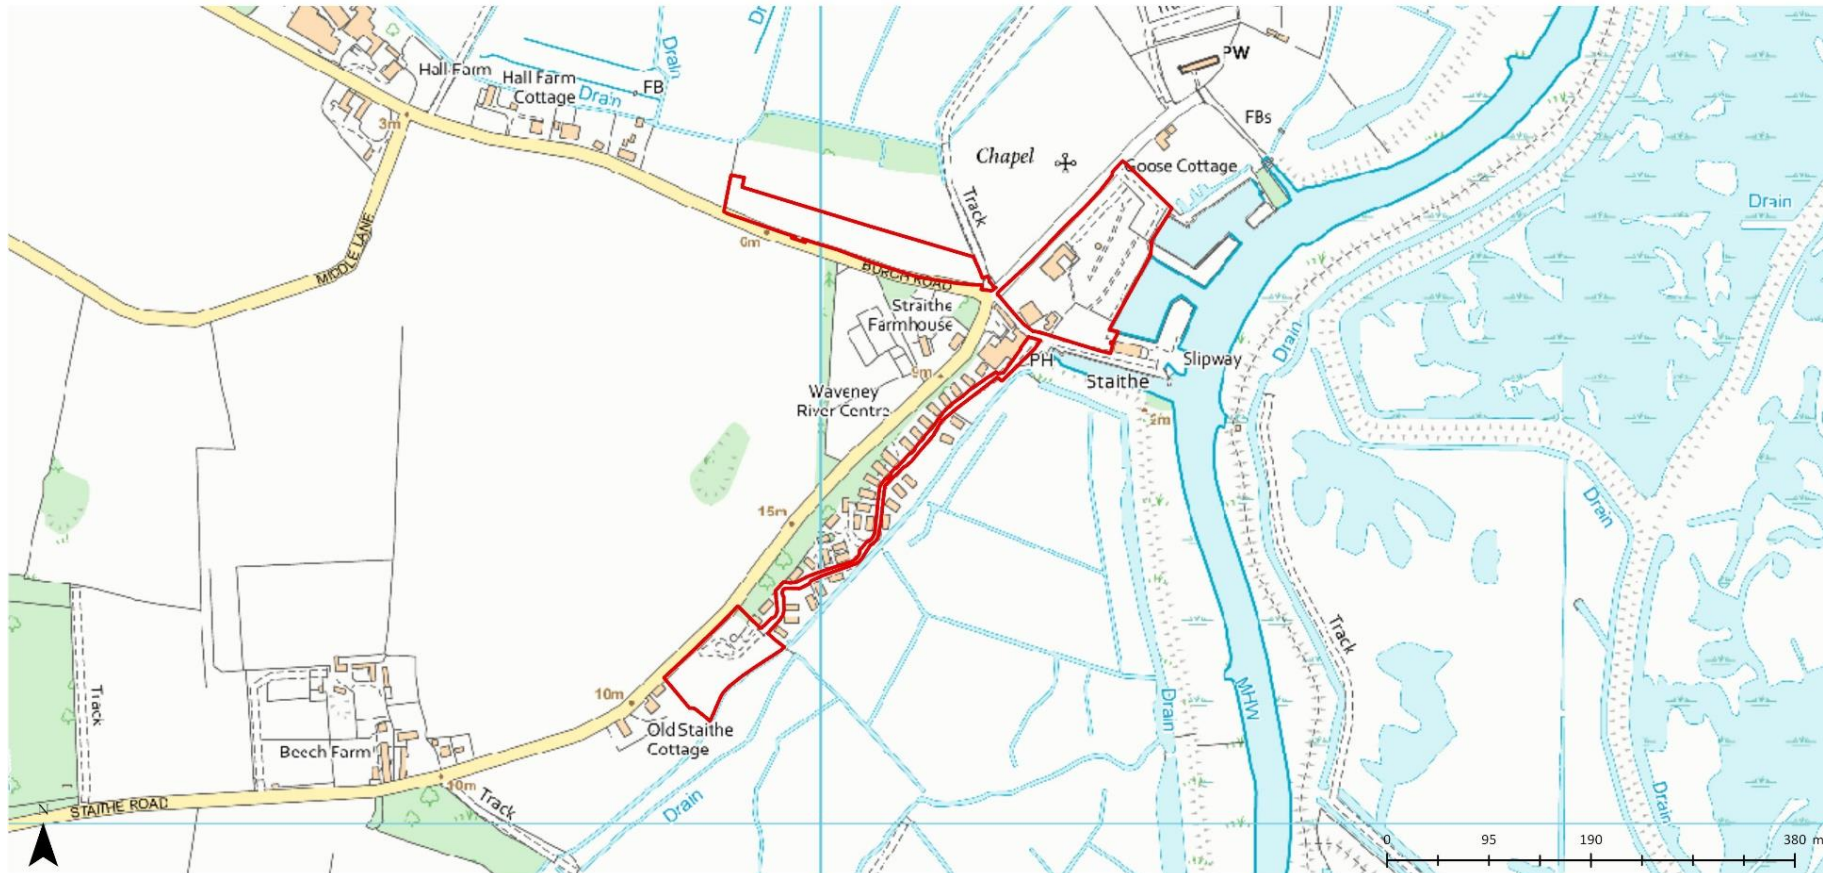 Dr
Drain
PW
Hall Farm
Hall Farm
Cottage
Drain
FB
3m
FBs
Chapel
Goose Cottage
Track
Drain
MIDDLE LANE
6m
BURGH ROAD
Straithe
Farmhouse
Drain
PH
Slipway
9m
Staithe
Waveney
River Centre
2m
15m
Drain
Track
Track
10m
MHW
Drain
Old Staithe
Cottage
Beech Farm
10m
Track
Drain
Drain
N
STAITHE ROAD
0 95 190 380 m